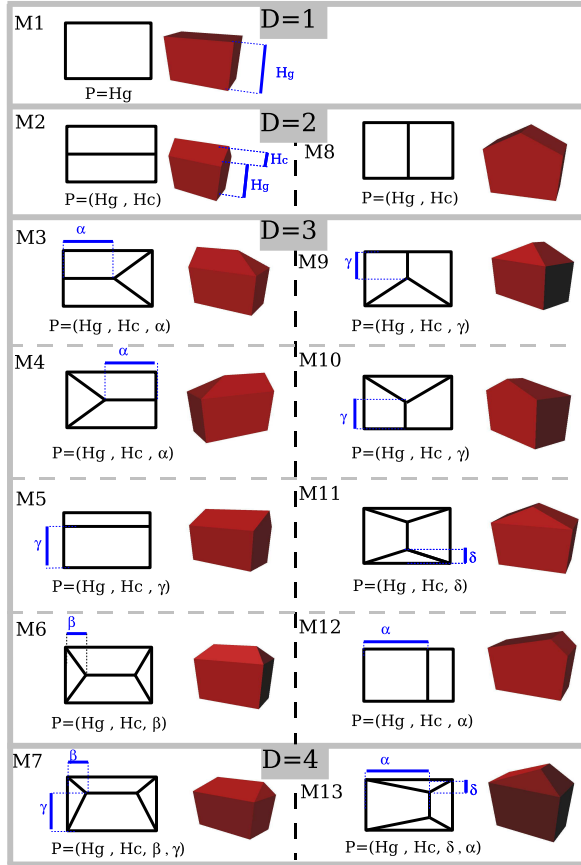 M1
D=1
Hg
P=Hg
M2
D=2
M8
Hc
Hg
P=(Hg , Hc)
P=(Hg , Hc)
M3
D=3
M9
α
γ
P=(Hg , Hc , α)
P=(Hg , Hc , γ)
M4
M10
α
γ
P=(Hg , Hc , α)
P=(Hg , Hc , γ)
M5
M11
γ
δ
P=(Hg , Hc , γ)
P=(Hg , Hc, δ)
M6
M12
β
α
P=(Hg , Hc, β)
P=(Hg , Hc , α)
M7
D=4
M13
β
γ
α
δ
P=(Hg , Hc, β , γ)
P=(Hg , Hc, δ , α)